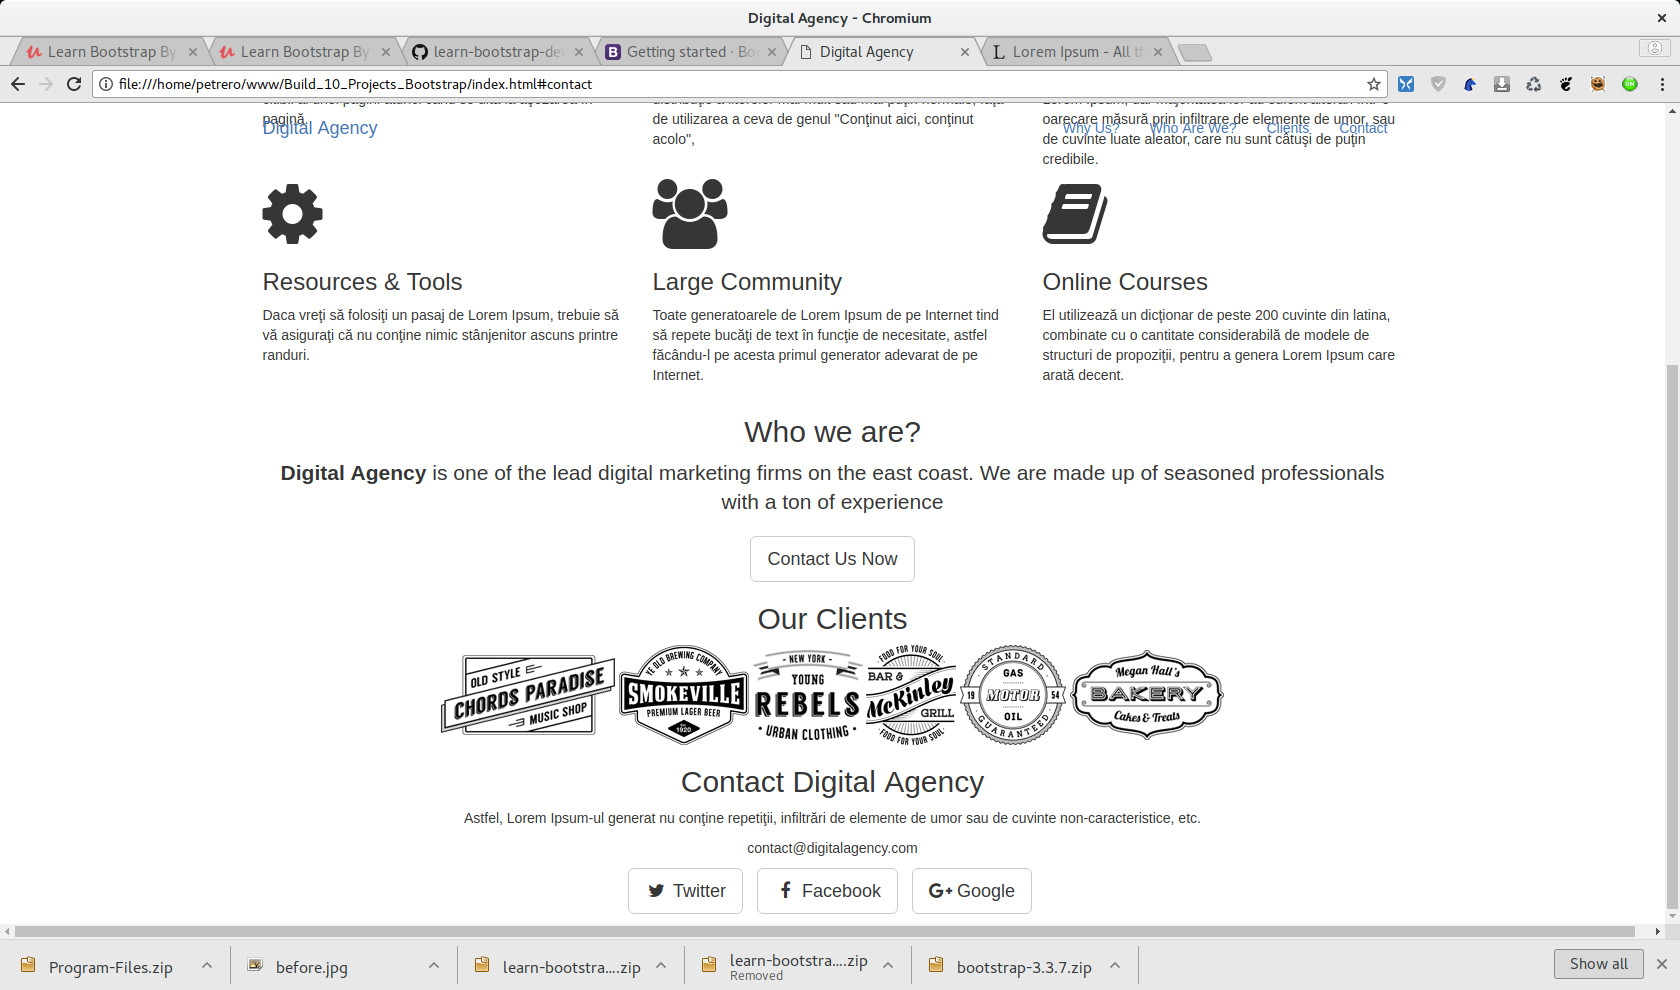 Digital Agency - Chromium
Learn Bootstrap By
Learn Bootstrap By
learn-bootstrap-de
Getting started · Bo
Digital Agency
Lorem Ipsum - All t
file:///home/petrero/www/Build_10_Projects_Bootstrap/index.html#contact
pagină.
de utilizarea a ceva de genul "Conţinut aici, conţinut
acolo",
oarecare măsură prin infiltrare de elemente de umor, sau
de cuvinte luate aleator, care nu sunt câtuşi de puţin
credibile.
Digital Agency
Why Us?
Who Are We?
Clients
Contact
Resources & Tools
Daca vreţi să folosiţi un pasaj de Lorem Ipsum, trebuie să
vă asiguraţi că nu conţine nimic stânjenitor ascuns printre
randuri.
Large Community
Toate generatoarele de Lorem Ipsum de pe Internet tind
să repete bucăţi de text în funcţie de necesitate, astfel
făcându-l pe acesta primul generator adevarat de pe
Internet.
Online Courses
El utilizează un dicţionar de peste 200 cuvinte din latina,
combinate cu o cantitate considerabilă de modele de
structuri de propoziţii, pentru a genera Lorem Ipsum care
arată decent.
Who we are?
Digital Agency is one of the lead digital marketing firms on the east coast. We are made up of seasoned professionals
with a ton of experience
Contact Us Now
Our Clients
OLD STYLE
CHORDS PARADISE
MUSIC SHOP
YE OLD BREWING COMPANY
SMOKEVILLE
PREMIUM LAGER BEER
1920
- NEW YORK -
YOUNG
REBELS
• URBAN CLOTHING •
FOOD FOR YOUR SOUL
BAR &
McKinley
GRILL
FOOD FOR YOUR SOUL
STANDARD
GAS
19 MOTOR 54
OIL
GUARANTEED
Megan Hall's
BAKERY
Cakes & Treats
Contact Digital Agency
Astfel, Lorem Ipsum-ul generat nu conţine repetiţii, infiltrări de elemente de umor sau de cuvinte non-caracteristice, etc.
contact@digitalagency.com
Twitter
Facebook
G+ Google
Program-Files.zip
before.jpg
learn-bootstra....zip
learn-bootstra....zip
Removed
bootstrap-3.3.7.zip
Show all